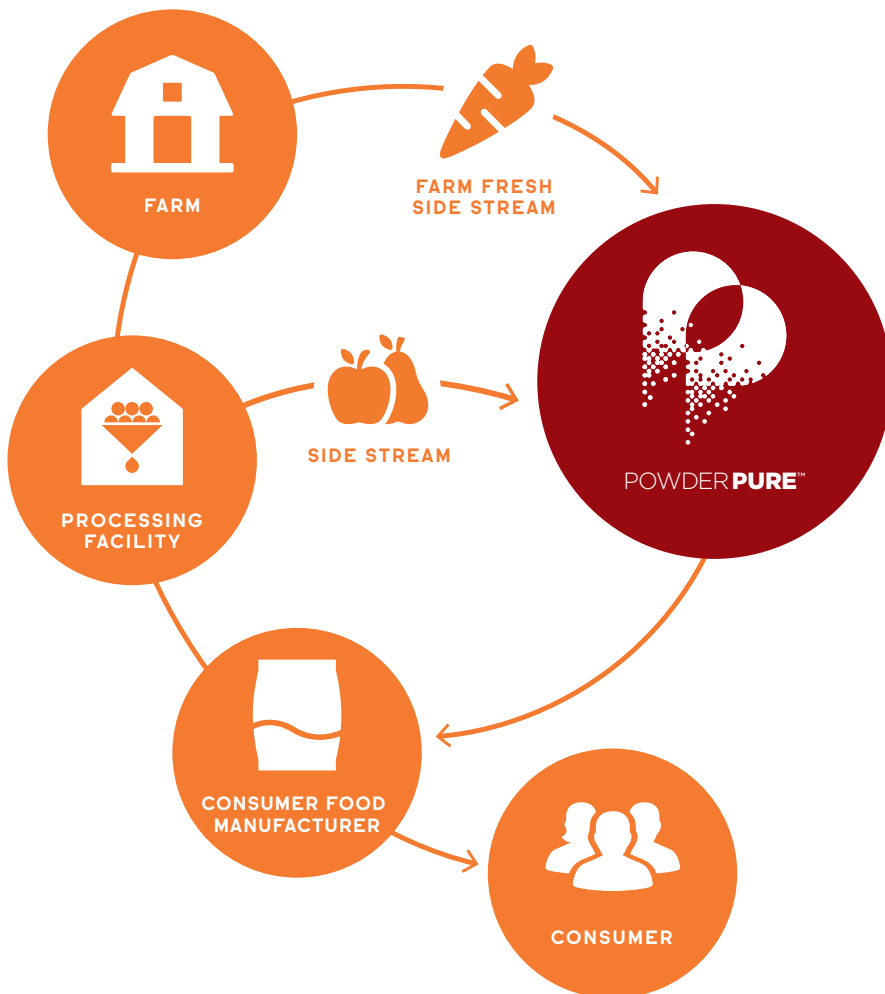 FARM
FARM FRESH
SIDE STREAM
POWDERPURE™
SIDE STREAM
PROCESSING
FACILITY
CONSUMER FOOD
MANUFACTURER
CONSUMER